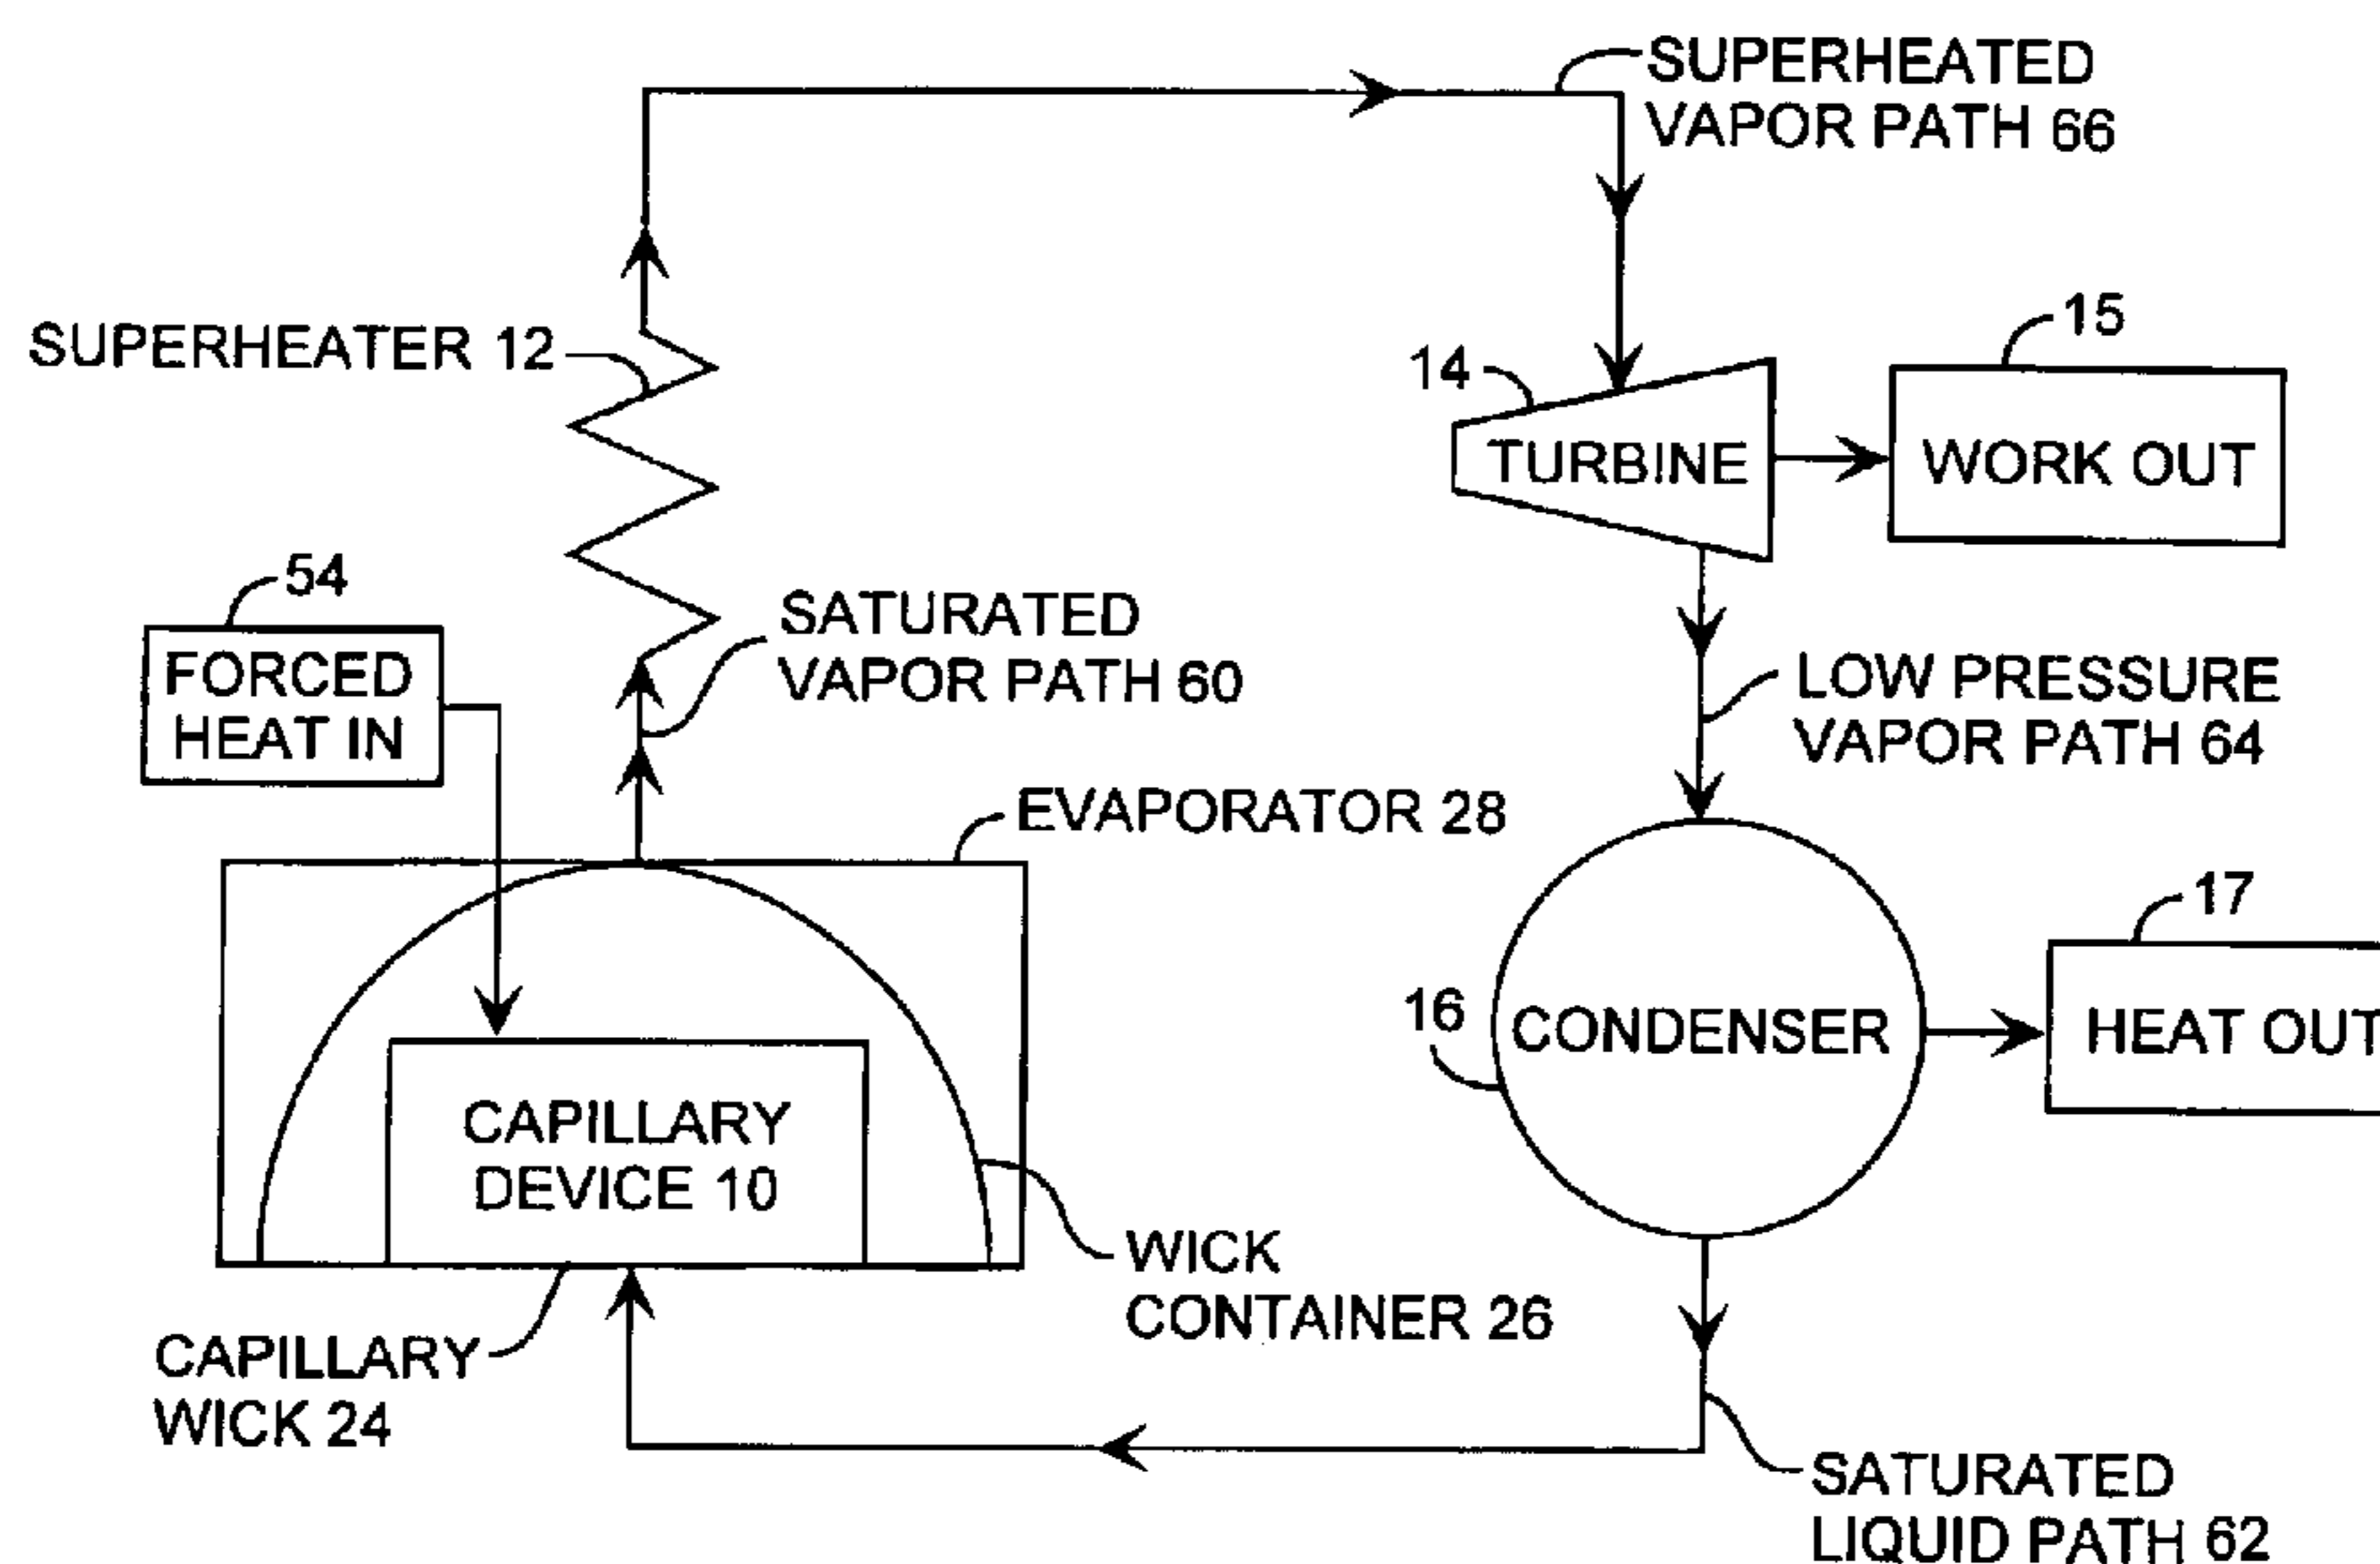 SUPERHEATED
VAPOR PATH 66
15
SUPERHEATER 12
14
TURBINE
WORK OUT
54
SATURATED
VAPOR PATH 60
FORCED
HEAT IN
LOW PRESSURE
VAPOR PATH 64
EVAPORATOR 28
17
16
CONDENSER
HEAT OUT
CAPILLARY
DEVICE 10
WICK
CONTAINER 26
CAPILLARY
WICK 24
SATURATED
LIQUID PATH 62